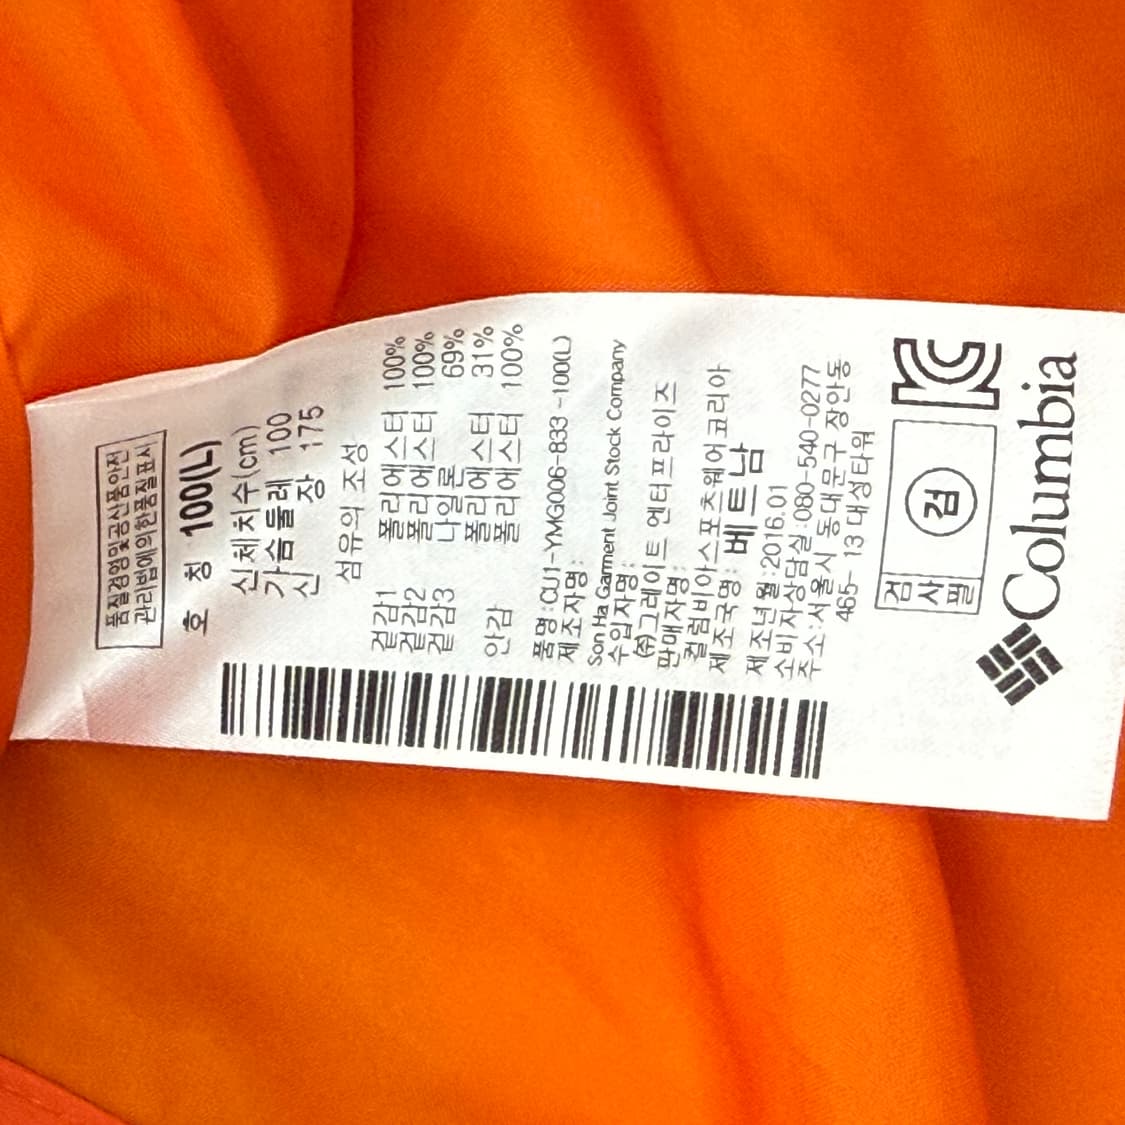 품질경영및공산품안전
관리법에의한품질표시
호 칭 100(L)
신체치수(cm)
가슴둘레 100
신 장 175
섬유의 조성
겉감1 폴리에스터 100%
겉감2 폴리에스터 100%
겉감3 나일론 69%
폴리에스터 31%
안감 폴리에스터 100%
품명:CU1-YMG006-833 -100(L)
제조자명:
Son Ha Garment Joint Stock Company
수입자명:
㈜그레이트 엔터프라이즈
판매자명:
컬럼비아스포츠웨어코리아
제조국명: 베트남
제조년월:2016.01
소비자상담실:080-540-0277
주소:서울시 동대문구 장안동
465- 13 대성타워
검사필
검
KC
Columbia